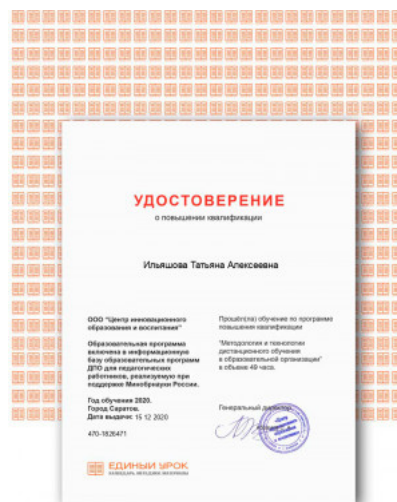 УДОСТОВЕРЕНИЕ
о повышении квалификации
Ильяшова Татьяна Алексеевна
ООО "Центр инновационного
образования и воспитания"
Образовательная программа
включена в информационную
базу образовательных программ
ДПО для педагогических
работников, реализуемую при
поддержке Минобрнауки России.
Год обучения 2020.
Город Саратов.
Дата выдачи: 15 12 2020
470-1826471
Прошёл(ла) обучение по программе
повышения квалификации
"Методология и технологии
дистанционного обучения
в образовательной организации"
в объеме 49 часа.
Генеральный директор
ЕДИНЫЙ УРОК